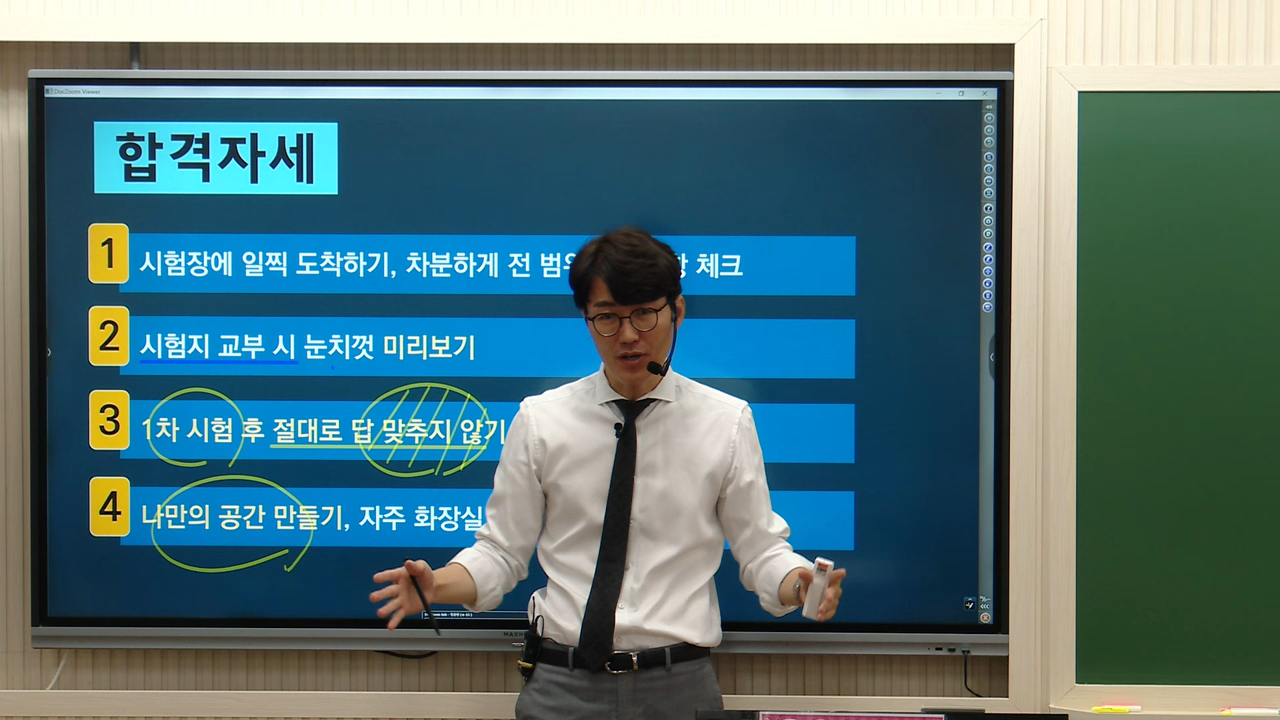 DocZoom Viewer
합격자세
1 시험장에 일찍 도착하기, 차분하게 전 체크
2 시험지 교부 시 눈치껏 미리보기
3 1차 시험 후 절대로 답 맞추지 않기
4 나만의 공간 만들기, 자주 화장실